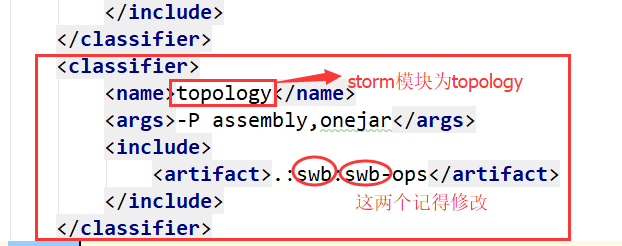 </include>
</classifier>
<classifier>
<name>topology</name> storm模块为topology
<args>-P assembly,onejar</args>
<include>
<artifact>.:swb:swb-ops</artifact>
这两个记得修改
</include>
</classifier>